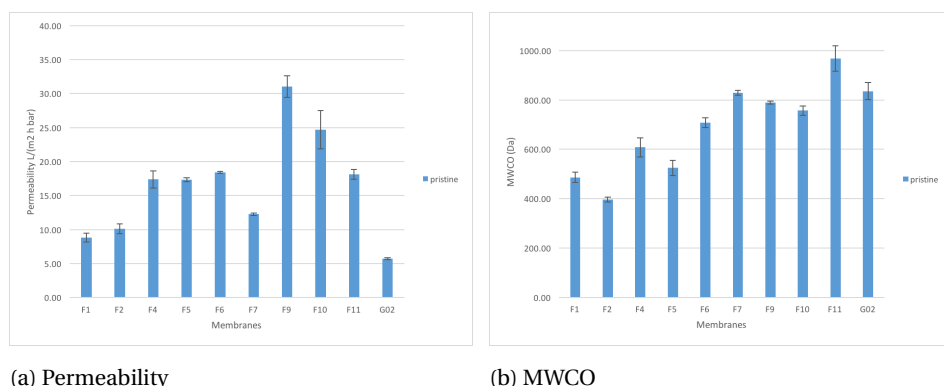 40.00
35.00
30.00
25.00
20.00
15.00
10.00
5.00
0.00
Permeability L/(m2 h bar)
F1 F2 F4 F5 F6 F7 F9 F10 F11 G02
Membranes
pristine
(a) Permeability
1000.00
800.00
600.00
400.00
200.00
0.00
MWCO (Da)
F1 F2 F4 F5 F6 F7 F9 F10 F11 G02
Membranes
pristine
(b) MWCO